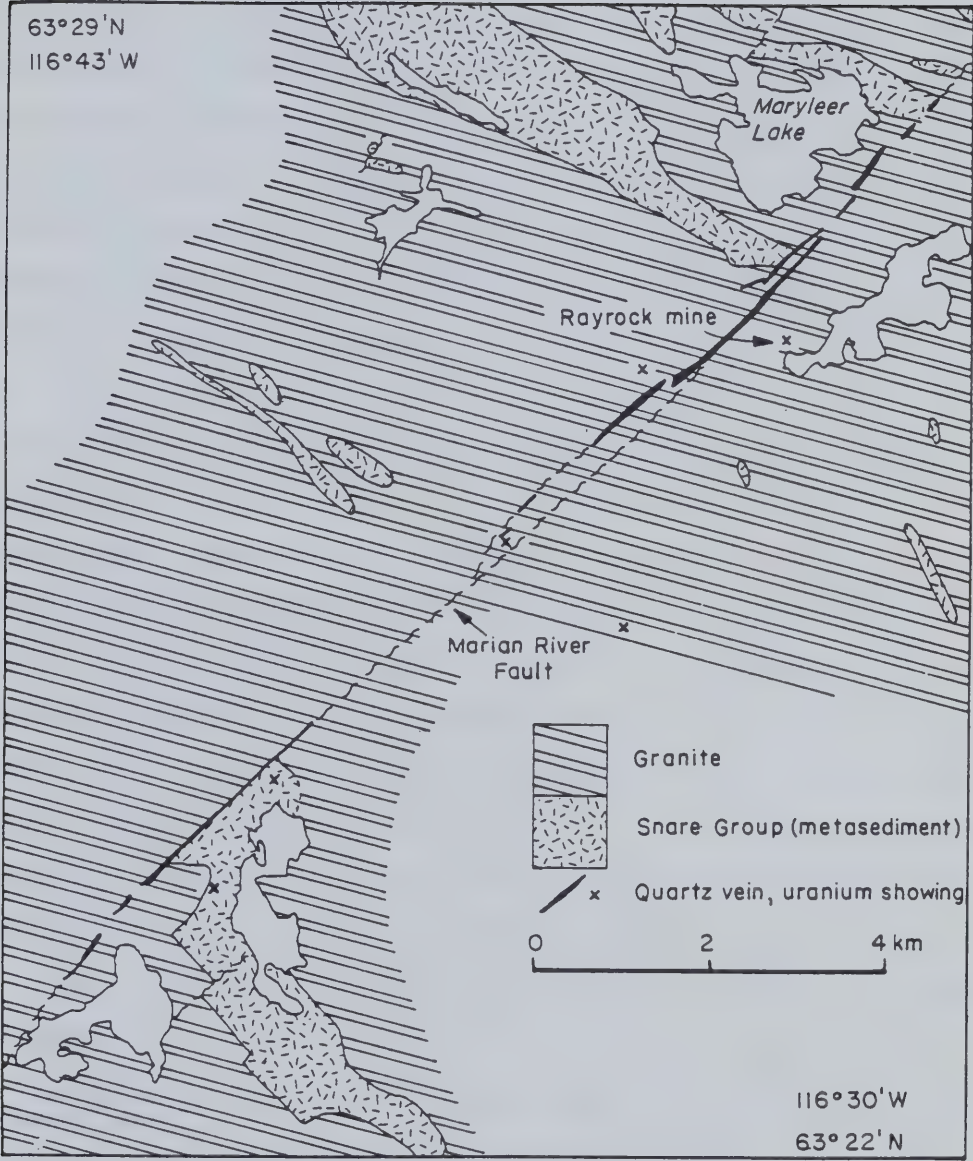 63°29'N
116°43'W
Maryleer
Lake
Rayrock mine
Marian River
Fault
Granite
Snare Group (metasediment)
x Quartz vein, uranium showing
0 2 4 km
116°30'W
63°22'N